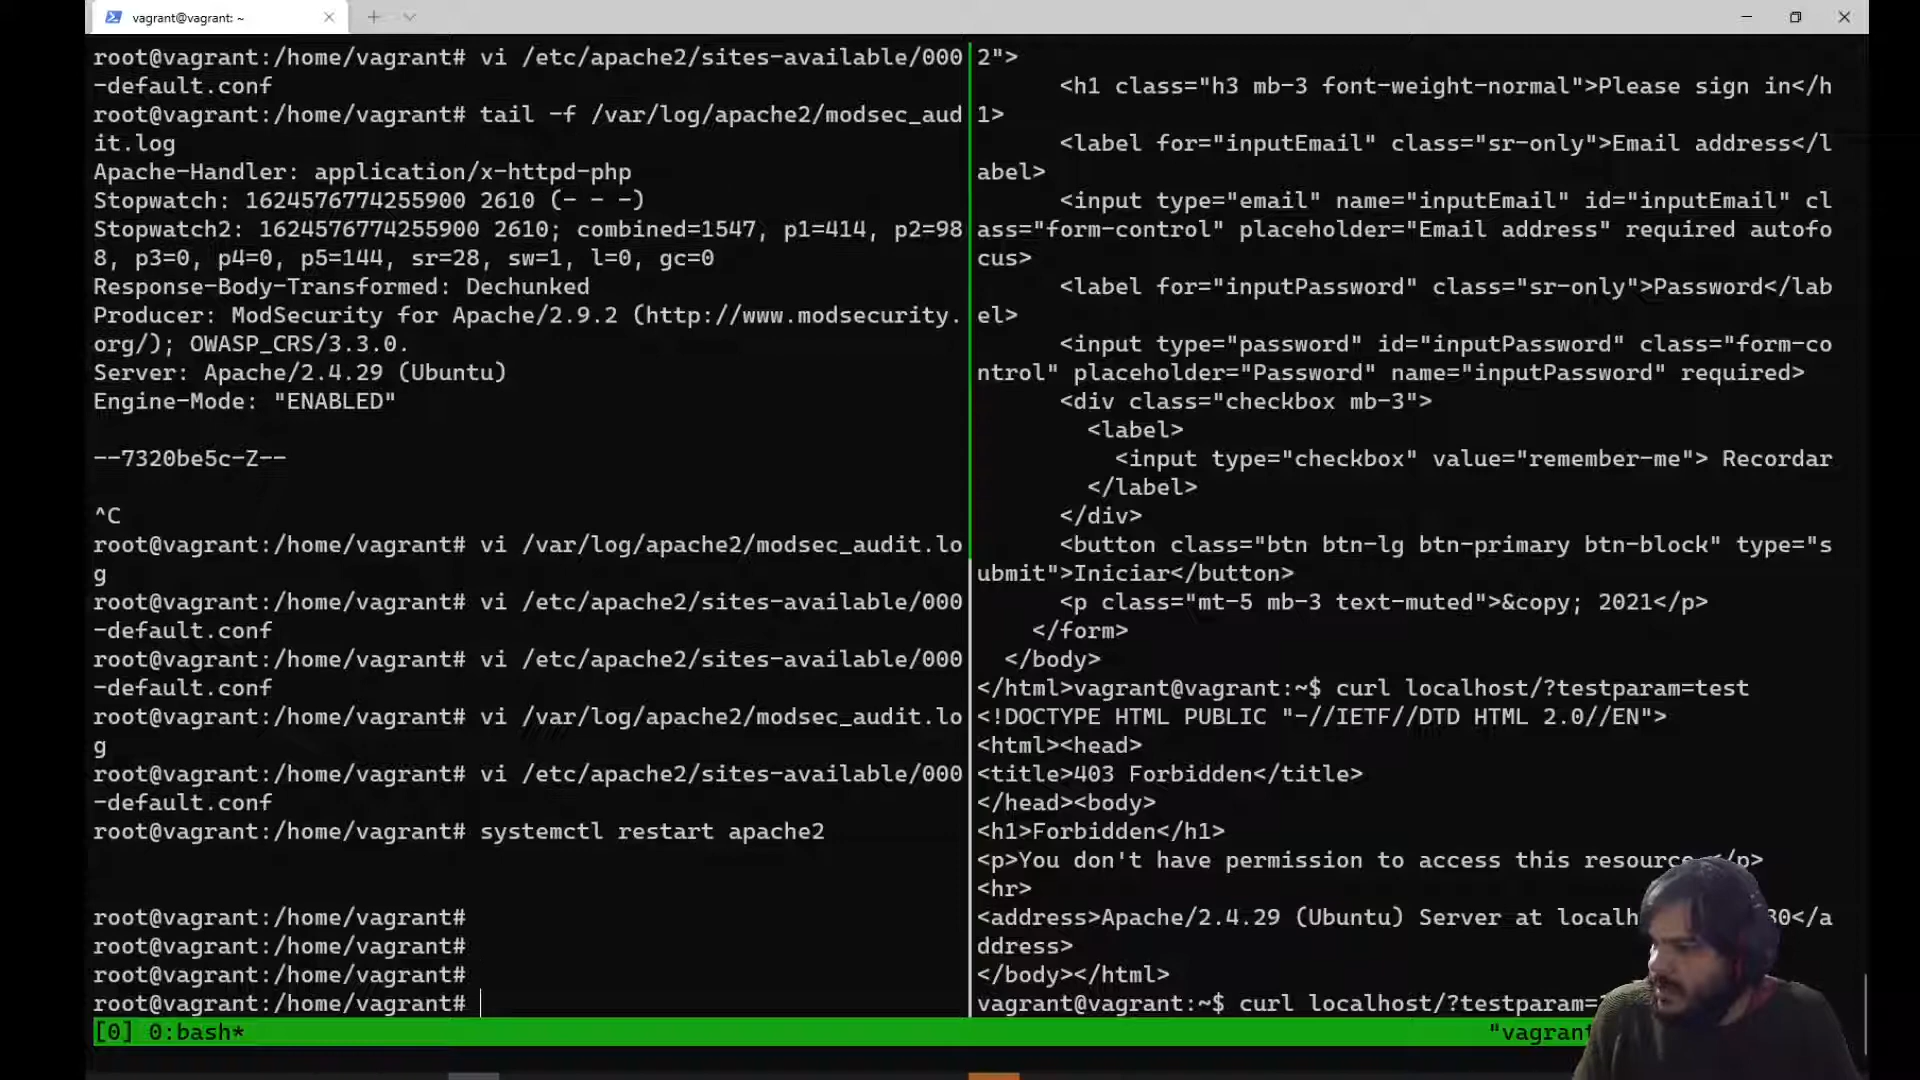 vagrant@vagrant: ~
root@vagrant:/home/vagrant# vi /etc/apache2/sites-available/000
-default.conf
root@vagrant:/home/vagrant# tail -f /var/log/apache2/modsec_aud
it.log
Apache-Handler: application/x-httpd-php
Stopwatch: 1624576774255900 2610 (- - -)
Stopwatch2: 1624576774255900 2610; combined=1547, p1=414, p2=98
8, p3=0, p4=0, p5=144, sr=28, sw=1, l=0, gc=0
Response-Body-Transformed: Dechunked
Producer: ModSecurity for Apache/2.9.2 (http://www.modsecurity.
org/); OWASP_CRS/3.3.0.
Server: Apache/2.4.29 (Ubuntu)
Engine-Mode: "ENABLED"
--7320be5c-Z--
^C
root@vagrant:/home/vagrant# vi /var/log/apache2/modsec_audit.lo
g
root@vagrant:/home/vagrant# vi /etc/apache2/sites-available/000
-default.conf
root@vagrant:/home/vagrant# vi /etc/apache2/sites-available/000
-default.conf
root@vagrant:/home/vagrant# vi /var/log/apache2/modsec_audit.lo
g
root@vagrant:/home/vagrant# vi /etc/apache2/sites-available/000
-default.conf
root@vagrant:/home/vagrant# systemctl restart apache2
root@vagrant:/home/vagrant#
root@vagrant:/home/vagrant#
root@vagrant:/home/vagrant#
root@vagrant:/home/vagrant#
2">
<h1 class="h3 mb-3 font-weight-normal">Please sign in</h
1>
<label for="inputEmail" class="sr-only">Email address</l
abel>
<input type="email" name="inputEmail" id="inputEmail" cl
ass="form-control" placeholder="Email address" required autofo
cus>
<label for="inputPassword" class="sr-only">Password</lab
el>
<input type="password" id="inputPassword" class="form-co
ntrol" placeholder="Password" name="inputPassword" required>
<div class="checkbox mb-3">
<label>
<input type="checkbox" value="remember-me"> Recordar
</label>
</div>
<button class="btn btn-lg btn-primary btn-block" type="s
ubmit">Iniciar</button>
<p class="mt-5 mb-3 text-muted">&copy; 2021</p>
</form>
</body>
</html>vagrant@vagrant:~$ curl localhost/?testparam=test
<!DOCTYPE HTML PUBLIC "-//IETF//DTD HTML 2.0//EN">
<html><head>
<title>403 Forbidden</title>
</head><body>
<h1>Forbidden</h1>
<p>You don't have permission to access this resource </p>
<hr>
<address>Apache/2.4.29 (Ubuntu) Server at localh 80</a
ddress>
</body></html>
vagrant@vagrant:~$ curl localhost/?testparam=
[0] 0:bash*
"vagrant